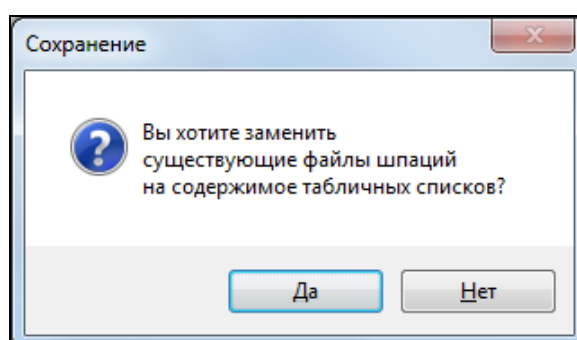 Сохранение
Вы хотите заменить
существующие файлы шпаций
на содержимое табличных списков?
Да
Нет